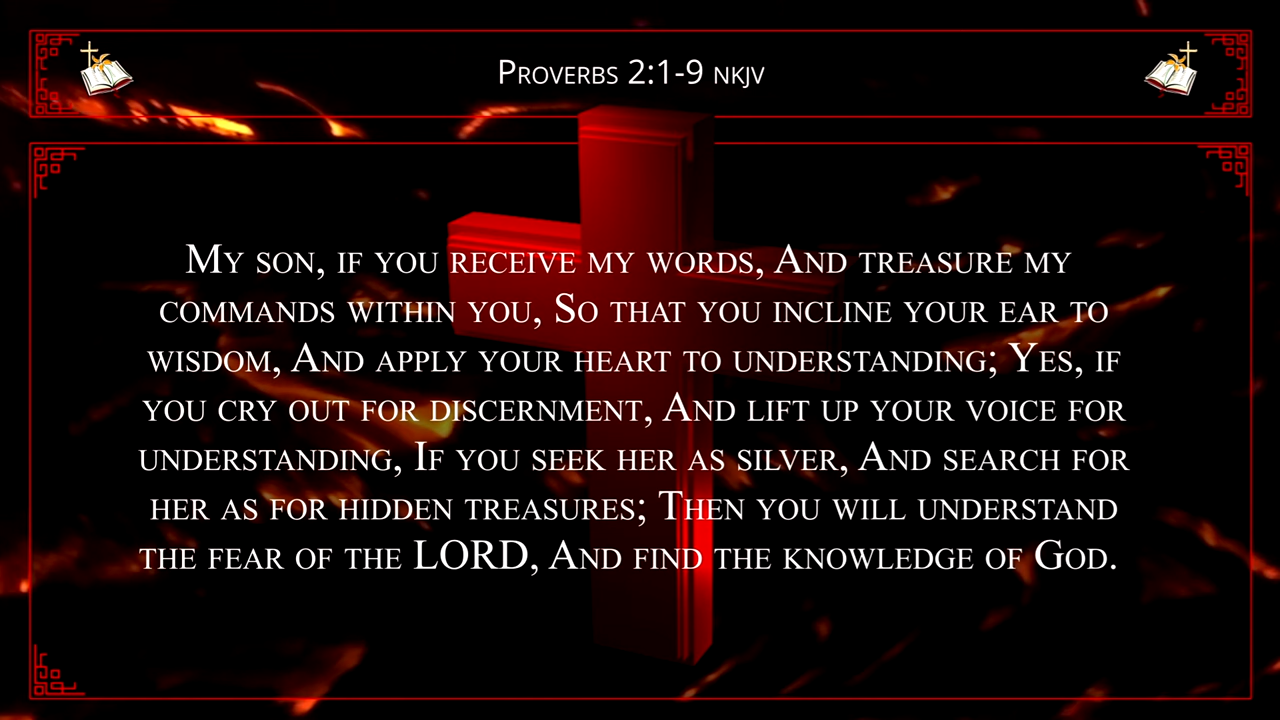 Proverbs 2:1-9 NKJV
My son, if you receive my words, And treasure my
commands within you, So that you incline your ear to
wisdom, And apply your heart to understanding; Yes, if
you cry out for discernment, And lift up your voice for
understanding, If you seek her as silver, And search for
her as for hidden treasures; Then you will understand
the fear of the LORD, And find the knowledge of God.